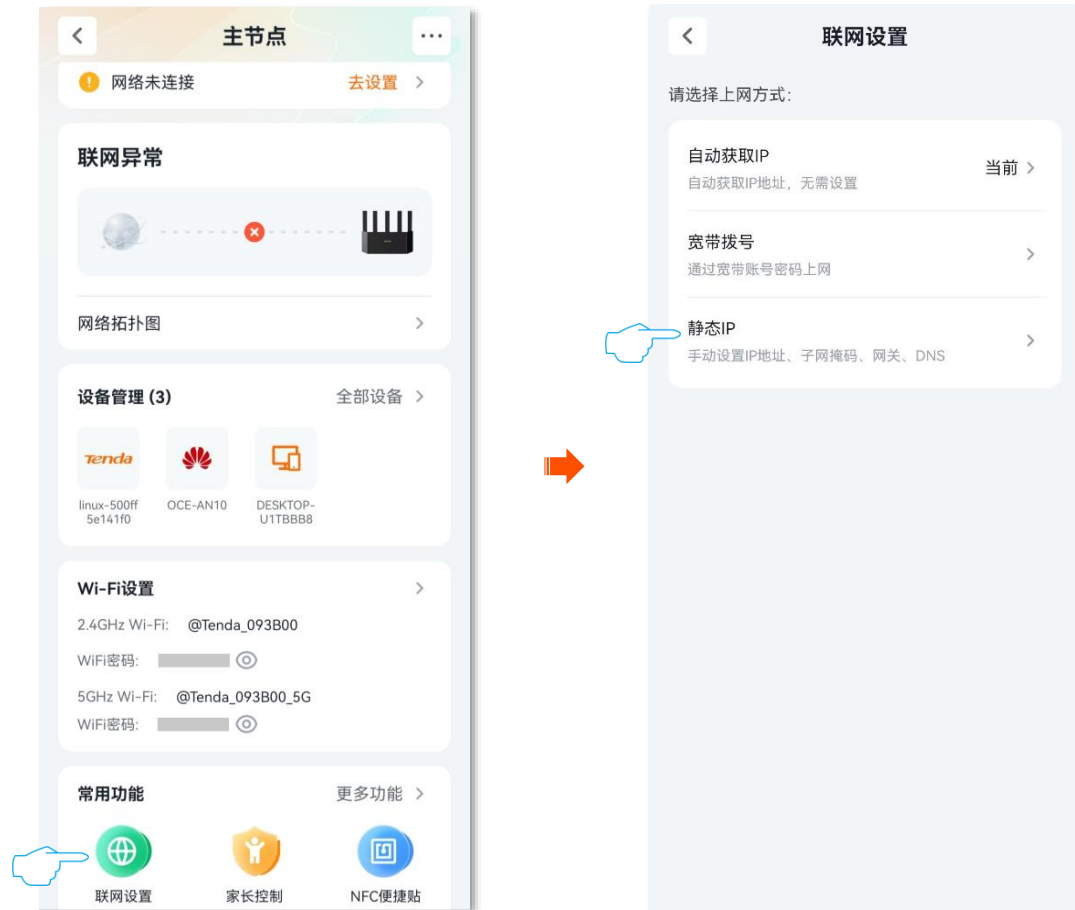 主节点
网络未连接 去设置
联网异常
网络拓扑图
设备管理 (3) 全部设备
Tenda
linux-500ff
5e141f0
OCE-AN10
DESKTOP-
U1TBBB8
Wi-Fi设置
2.4GHz Wi-Fi: @Tenda_093B00
WiFi密码:
5GHz Wi-Fi: @Tenda_093B00_5G
WiFi密码:
常用功能 更多功能
联网设置 家长控制 NFC便捷贴
联网设置
请选择上网方式:
自动获取IP 当前
自动获取IP地址，无需设置
宽带拨号
通过宽带账号密码上网
静态IP
手动设置IP地址、子网掩码、网关、DNS